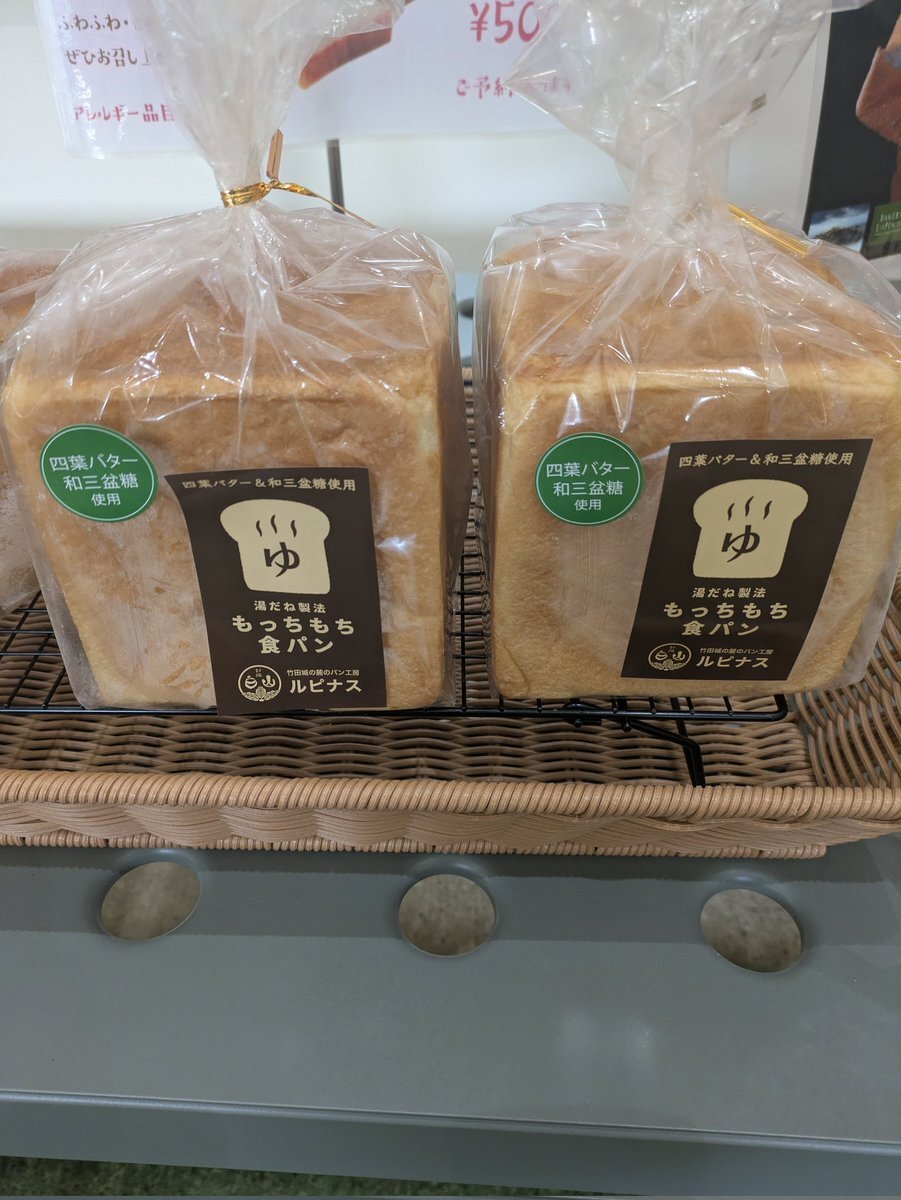 ふわふわ・
ぜひお召し
アレルギー品目
¥50
ご予約
四葉バター
和三盆糖
使用
四葉バター＆和三盆糖使用
ゆ
湯だね製法
もっちもち
食パン
白山
竹田城の麓のパン工房
ルピナス
四葉バター
和三盆糖
使用
四葉バター＆和三盆糖使用
ゆ
湯だね製法
もっちもち
食パン
白山
竹田城の麓のパン工房
ルピナス